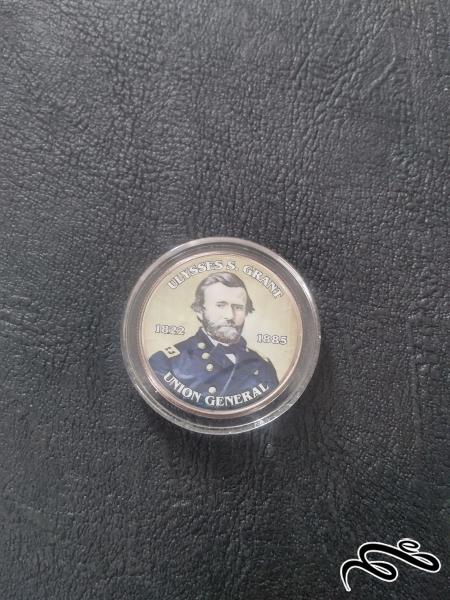 ULYSSES S. GRANT
1822
1885
UNION GENERAL